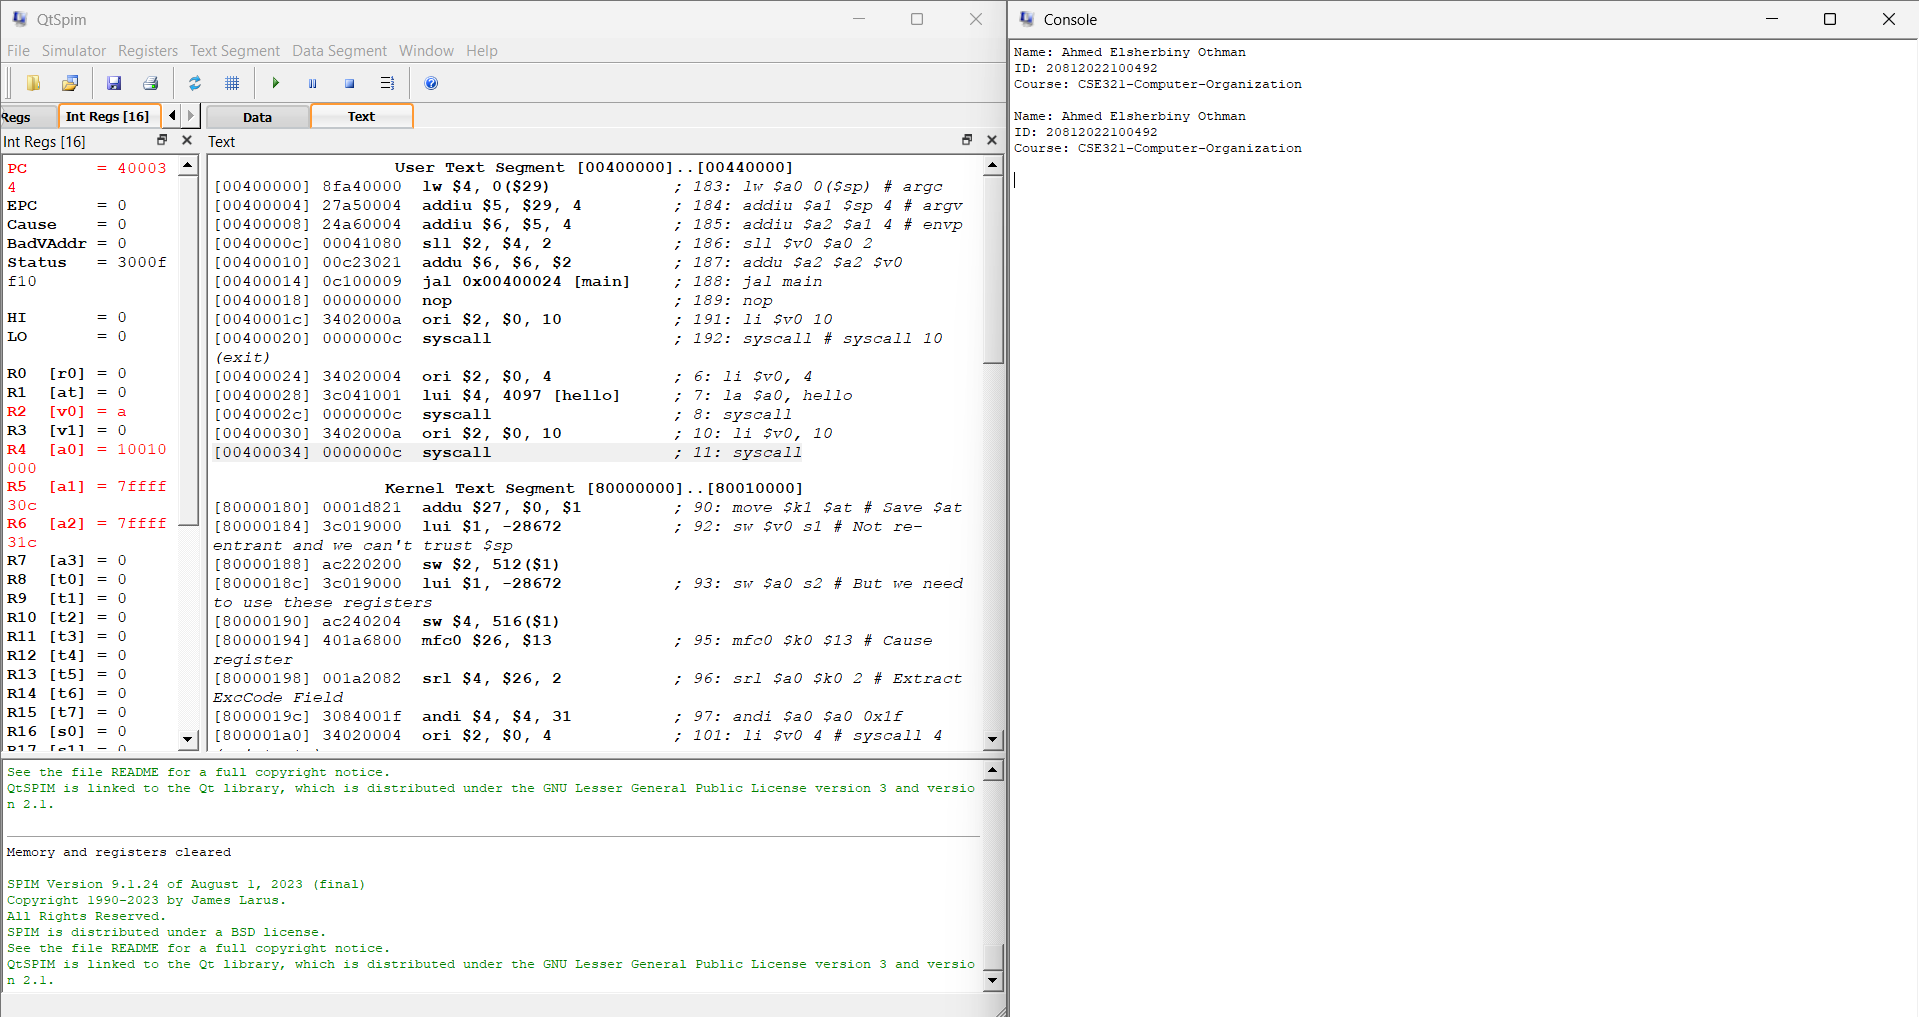 QtSpim
File Simulator Registers Text Segment Data Segment Window Help
Regs Int Regs [16]
Data Text
Int Regs [16]
PC       = 40003
4
EPC      = 0
Cause    = 0
BadVAddr = 0
Status   = 3000f
f10
HI       = 0
LO       = 0
R0  [r0] = 0
R1  [at] = 0
R2  [v0] = a
R3  [v1] = 0
R4  [a0] = 10010
000
R5  [a1] = 7ffff
30c
R6  [a2] = 7ffff
31c
R7  [a3] = 0
R8  [t0] = 0
R9  [t1] = 0
R10 [t2] = 0
R11 [t3] = 0
R12 [t4] = 0
R13 [t5] = 0
R14 [t6] = 0
R15 [t7] = 0
R16 [s0] = 0
R17 [s1] = 0
Text
User Text Segment [00400000]..[00440000]
[00400000] 8fa40000  lw $4, 0($29)            ; 183: lw $a0 0($sp) # argc
[00400004] 27a50004  addiu $5, $29, 4         ; 184: addiu $a1 $sp 4 # argv
[00400008] 24a60004  addiu $6, $5, 4          ; 185: addiu $a2 $a1 4 # envp
[0040000c] 00041080  sll $2, $4, 2            ; 186: sll $v0 $a0 2
[00400010] 00c23021  addu $6, $6, $2          ; 187: addu $a2 $a2 $v0
[00400014] 0c100009  jal 0x00400024 [main]    ; 188: jal main
[00400018] 00000000  nop                      ; 189: nop
[0040001c] 3402000a  ori $2, $0, 10           ; 191: li $v0 10
[00400020] 0000000c  syscall                  ; 192: syscall # syscall 10
(exit)
[00400024] 34020004  ori $2, $0, 4            ; 6: li $v0, 4
[00400028] 3c041001  lui $4, 4097 [hello]     ; 7: la $a0, hello
[0040002c] 0000000c  syscall                  ; 8: syscall
[00400030] 3402000a  ori $2, $0, 10           ; 10: li $v0, 10
[00400034] 0000000c  syscall                  ; 11: syscall
Kernel Text Segment [80000000]..[80010000]
[80000180] 0001d821  addu $27, $0, $1         ; 90: move $k1 $at # Save $at
[80000184] 3c019000  lui $1, -28672           ; 92: sw $v0 s1 # Not re-
entrant and we can't trust $sp
[80000188] ac220200  sw $2, 512($1)
[8000018c] 3c019000  lui $1, -28672           ; 93: sw $a0 s2 # But we need
to use these registers
[80000190] ac240204  sw $4, 516($1)
[80000194] 401a6800  mfc0 $26, $13            ; 95: mfc0 $k0 $13 # Cause
register
[80000198] 001a2082  srl $4, $26, 2           ; 96: srl $a0 $k0 2 # Extract
ExcCode Field
[8000019c] 3084001f  andi $4, $4, 31          ; 97: andi $a0 $a0 0x1f
[800001a0] 34020004  ori $2, $0, 4            ; 101: li $v0 4 # syscall 4
See the file README for a full copyright notice.
QtSPIM is linked to the Qt library, which is distributed under the GNU Lesser General Public License version 3 and versio
n 2.1.
Memory and registers cleared
SPIM Version 9.1.24 of August 1, 2023 (final)
Copyright 1990-2023 by James Larus.
All Rights Reserved.
SPIM is distributed under a BSD license.
See the file README for a full copyright notice.
QtSPIM is linked to the Qt library, which is distributed under the GNU Lesser General Public License version 3 and versio
n 2.1.
Console
Name: Ahmed Elsherbiny Othman
ID: 20812022100492
Course: CSE321-Computer-Organization
Name: Ahmed Elsherbiny Othman
ID: 20812022100492
Course: CSE321-Computer-Organization